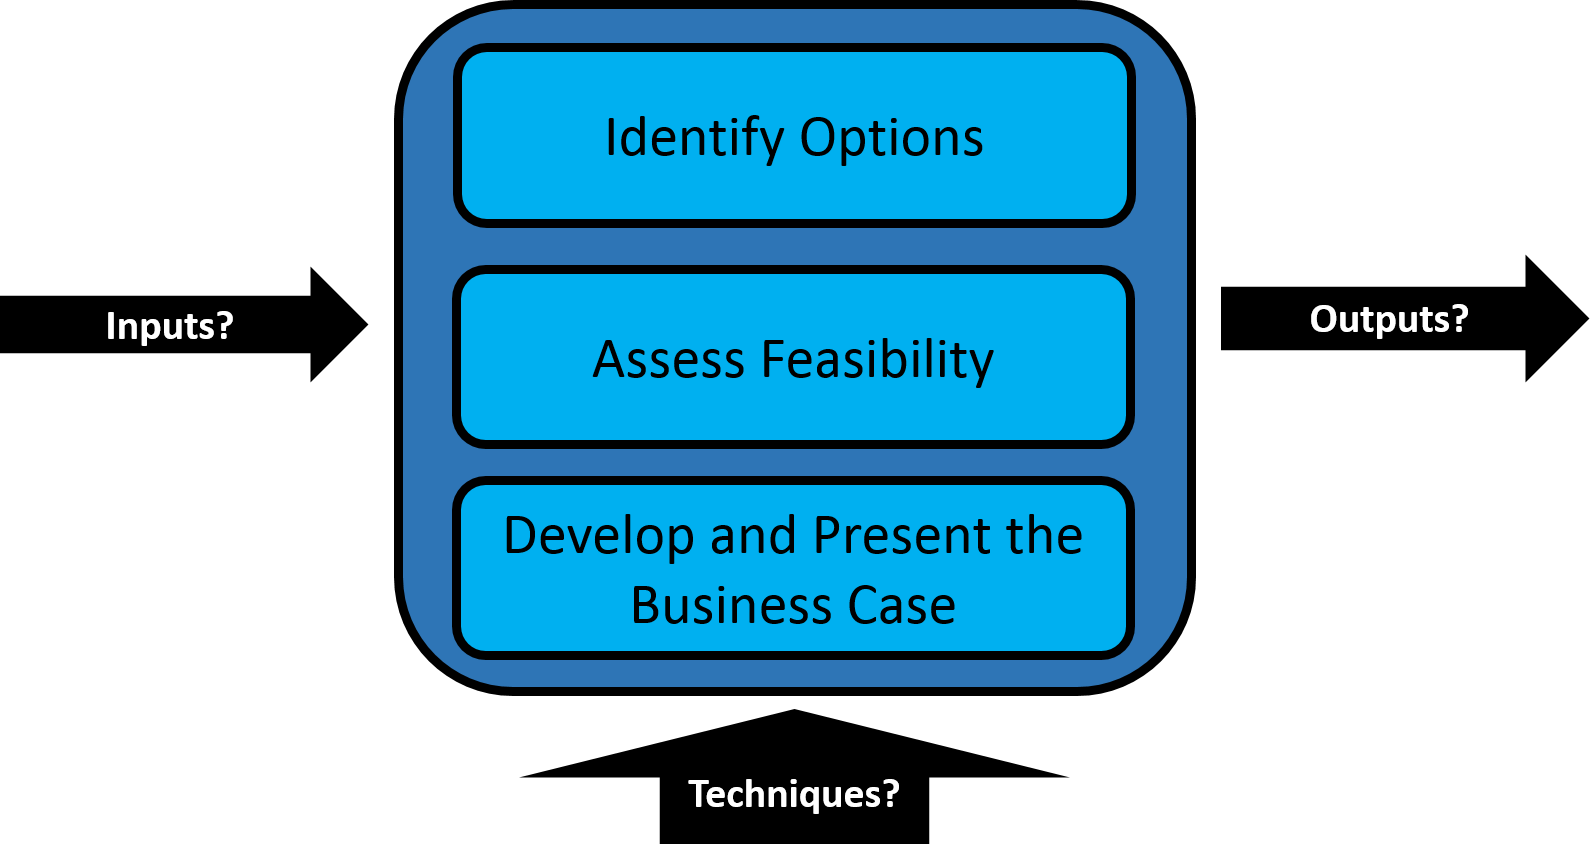 Identify Options
Inputs?
Assess Feasibility
Outputs?
Develop and Present the
Business Case
Techniques?